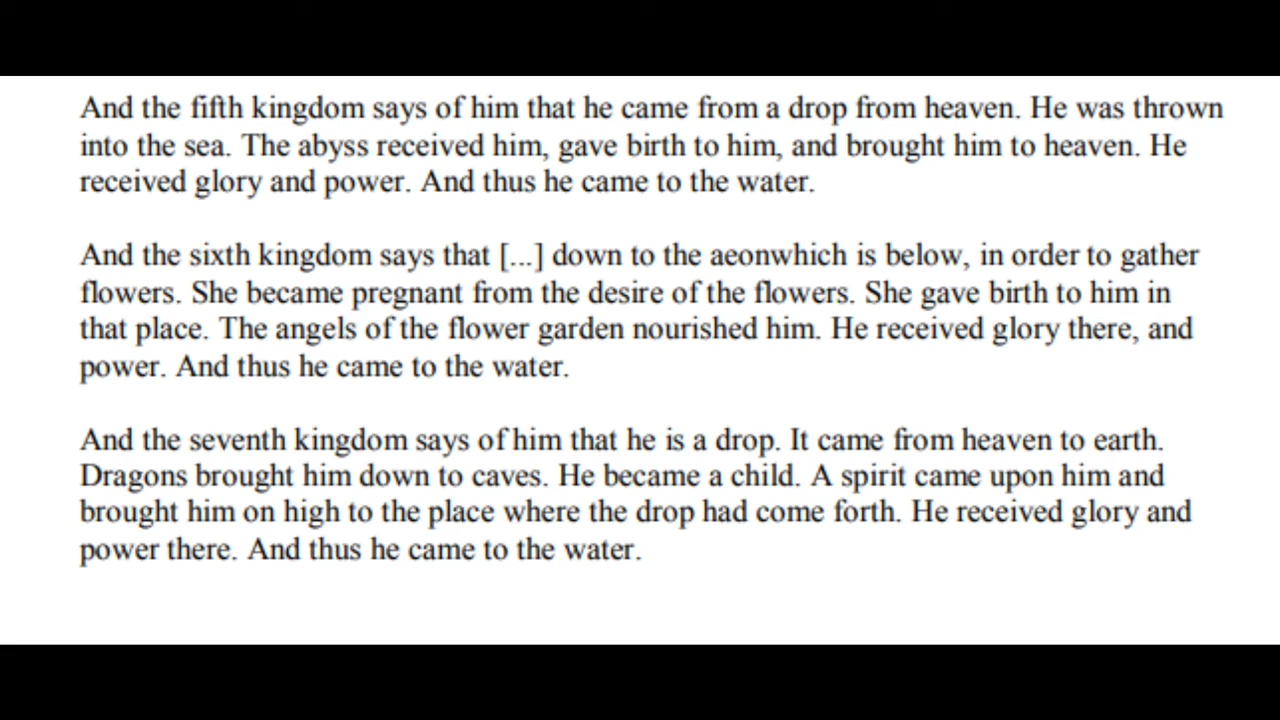 And the fifth kingdom says of him that he came from a drop from heaven. He was thrown
into the sea. The abyss received him, gave birth to him, and brought him to heaven. He
received glory and power. And thus he came to the water.
And the sixth kingdom says that [...] down to the aeonwhich is below, in order to gather
flowers. She became pregnant from the desire of the flowers. She gave birth to him in
that place. The angels of the flower garden nourished him. He received glory there, and
power. And thus he came to the water.
And the seventh kingdom says of him that he is a drop. It came from heaven to earth.
Dragons brought him down to caves. He became a child. A spirit came upon him and
brought him on high to the place where the drop had come forth. He received glory and
power there. And thus he came to the water.